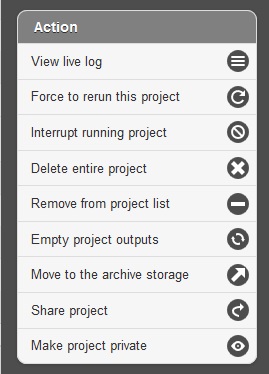 Action
View live log
Force to rerun this project
Interrupt running project
Delete entire project
Remove from project list
Empty project outputs
Move to the archive storage
Share project
Make project private